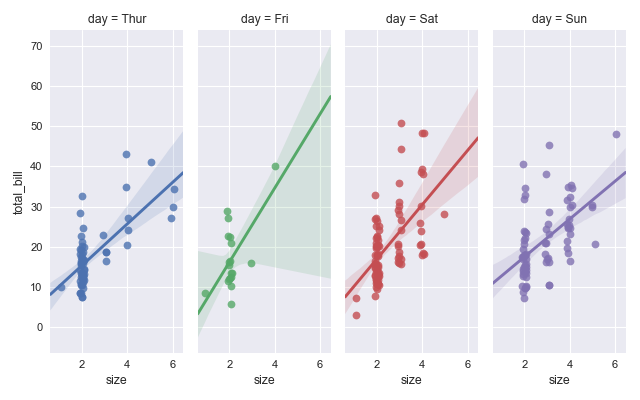 day = Thur day = Fri day = Sat day = Sun
70
60
50
40
30
20
10
0
total_bill
2 4 6 2 4 6 2 4 6 2 4 6
size size size size